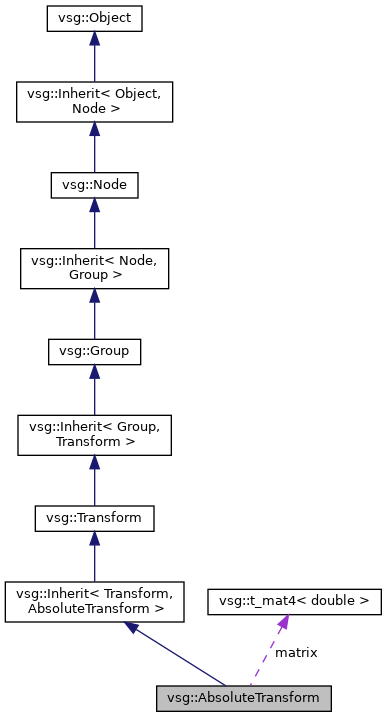 vsg::Object
vsg::Inherit< Object,
Node >
vsg::Node
vsg::Inherit< Node,
Group >
vsg::Group
vsg::Inherit< Group,
Transform >
vsg::Transform
vsg::Inherit< Transform,
AbsoluteTransform >
vsg::t_mat4< double >
matrix
vsg::AbsoluteTransform